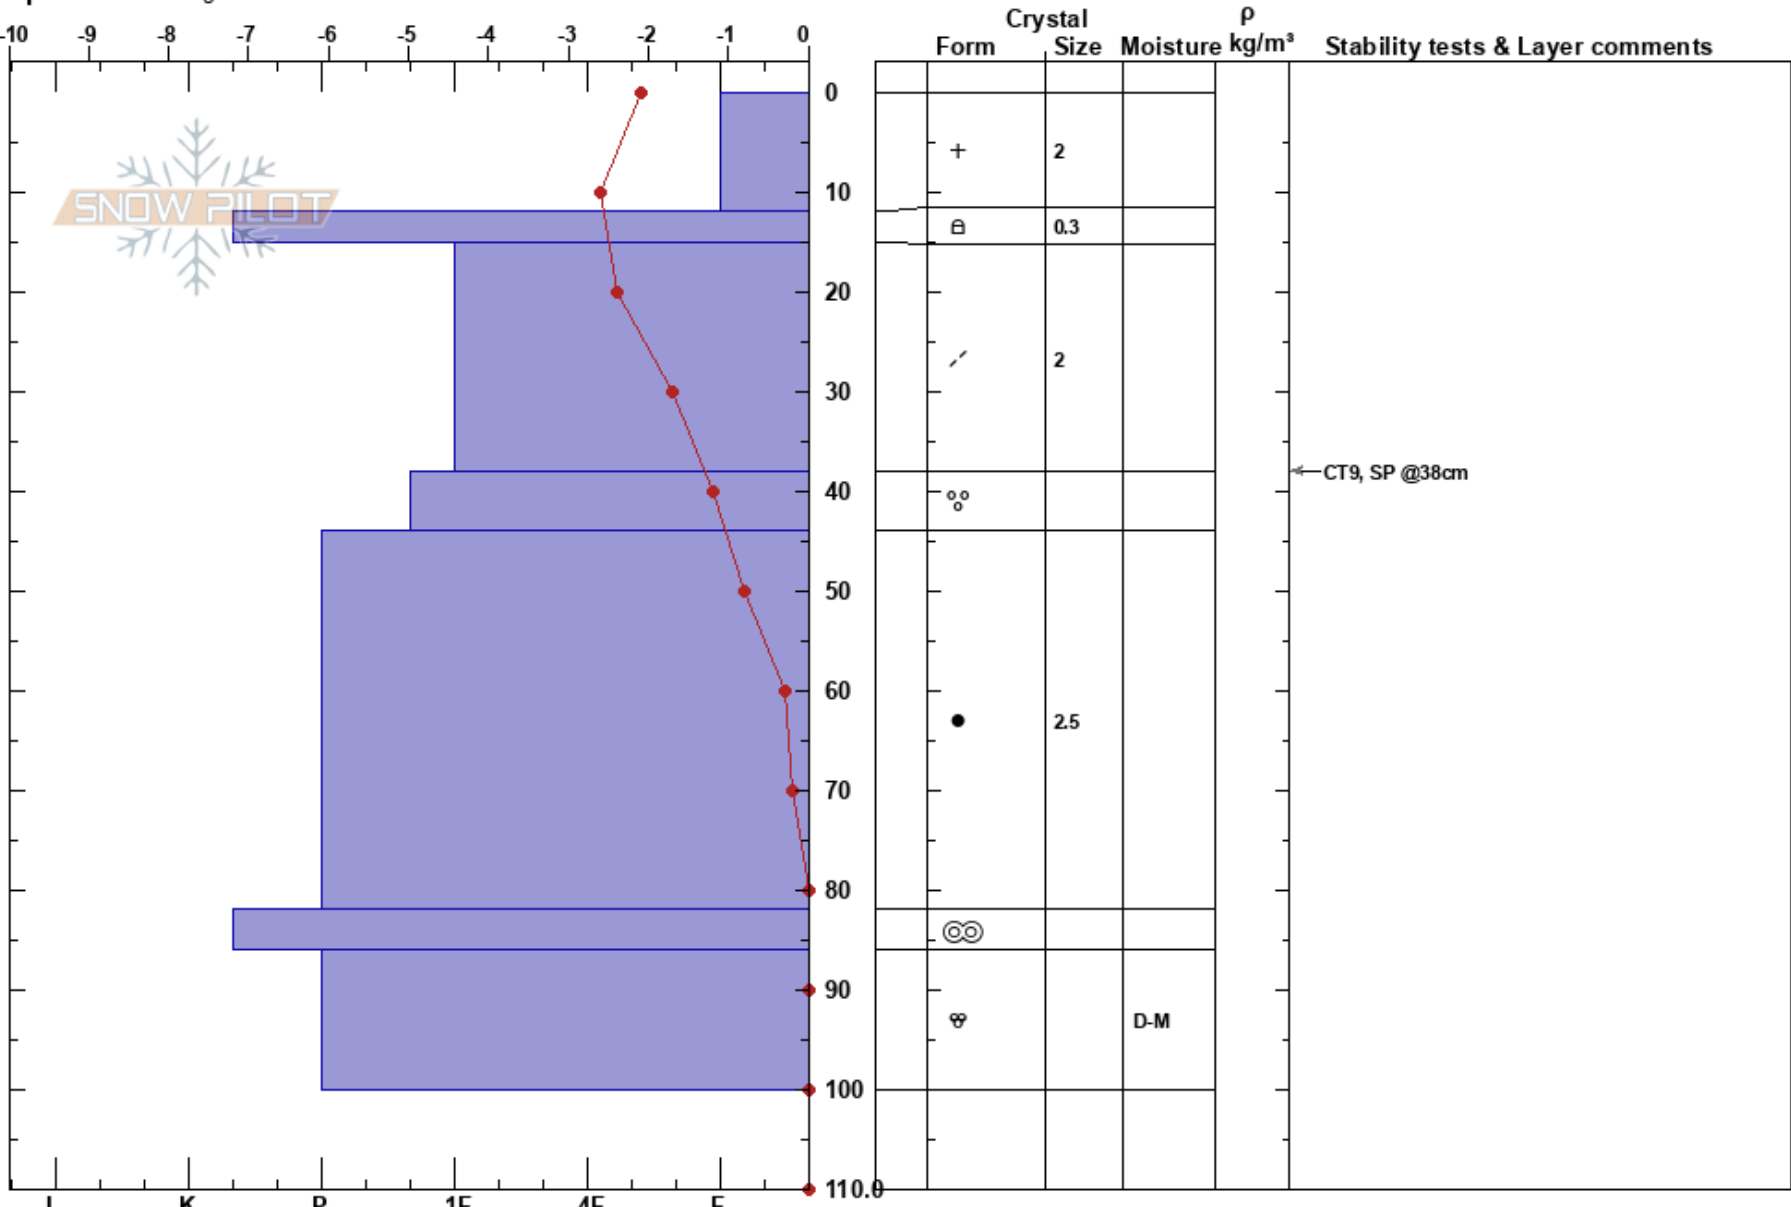 Crystal ρ
Form Size Moisture kg/m³ Stability tests & Layer comments
-10 -9 -8 -7 -6 -5 -4 -3 -2 -1 0
0
+ 2
10
SNOW PILOT
0.3
20
2
30
CT9, SP @38cm
40
50
60
2.5
70
80
90
D-M
100
110.0